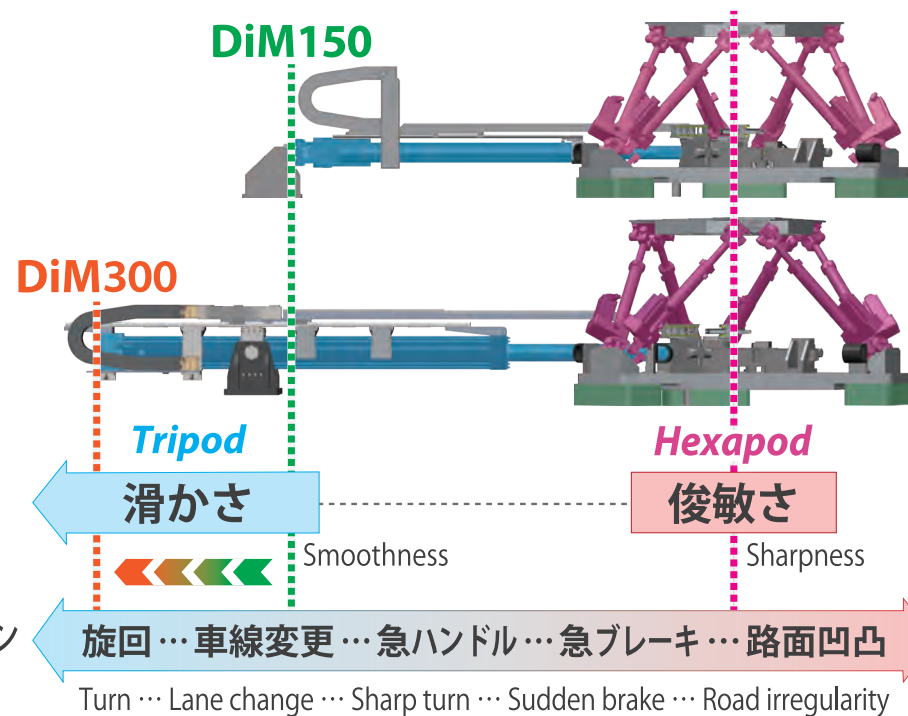 DiM150
DiM300
Tripod
Hexapod
滑かさ
俊敏さ
Smoothness
Sharpness
ン
旋回…車線変更…急ハンドル…急ブレーキ…路面凹凸
Turn … Lane change … Sharp turn … Sudden brake … Road irregularity